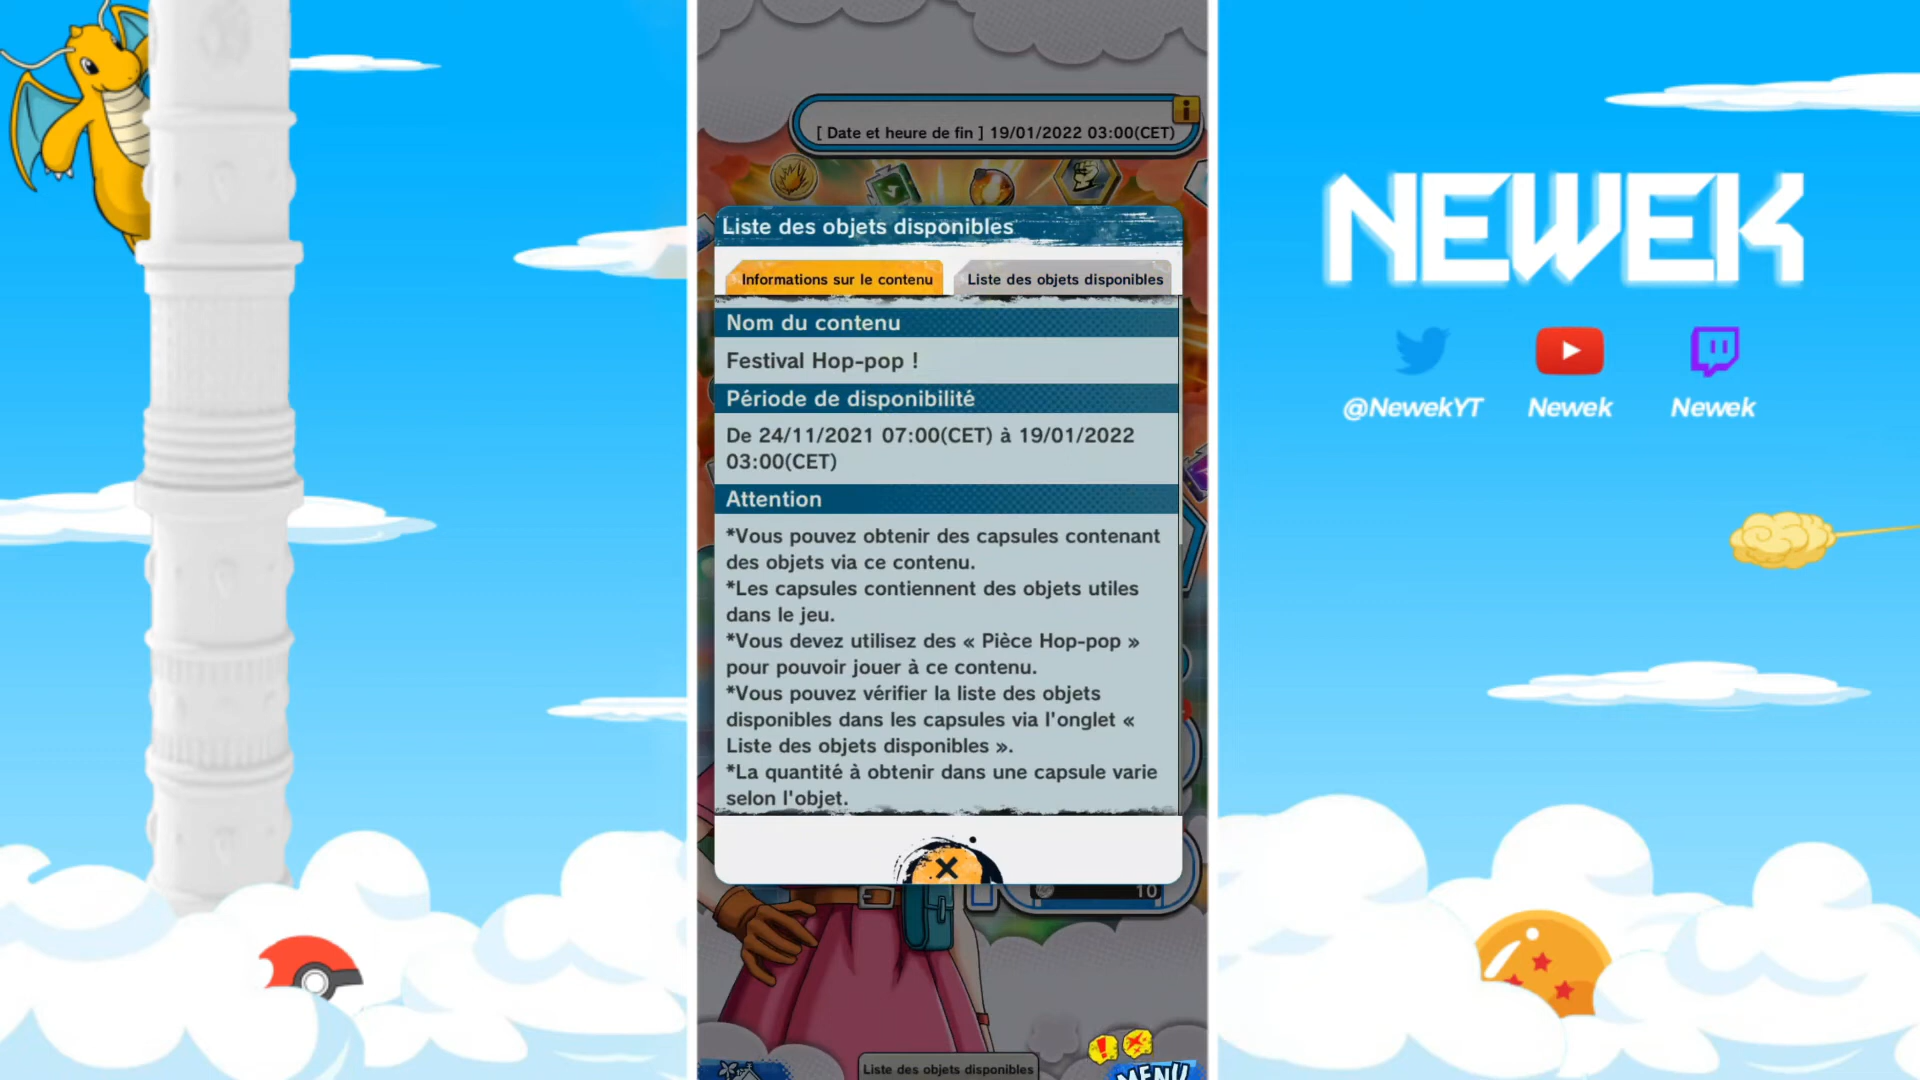 [ Date et heure de fin ] 19/01/2022 03:00(CET)
Liste des objets disponibles
Informations sur le contenu
Liste des objets disponibles
Nom du contenu
Festival Hop-pop !
Période de disponibilité
De 24/11/2021 07:00(CET) à 19/01/2022
03:00(CET)
Attention
*Vous pouvez obtenir des capsules contenant
des objets via ce contenu.
*Les capsules contiennent des objets utiles
dans le jeu.
*Vous devez utilisez des « Pièce Hop-pop »
pour pouvoir jouer à ce contenu.
*Vous pouvez vérifier la liste des objets
disponibles dans les capsules via l'onglet «
Liste des objets disponibles ».
*La quantité à obtenir dans une capsule varie
selon l'objet.
10
Liste des objets disponibles
MENU
NEWEK
@NewekYT
Newek
Newek